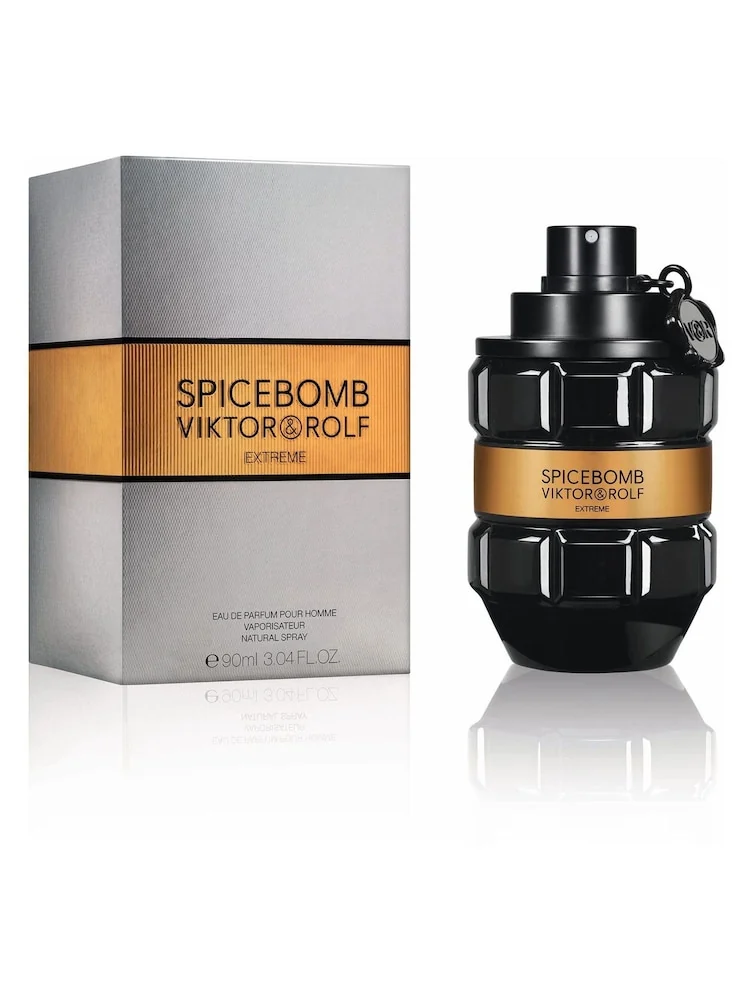 SPICEBOMB
VIKTOR&ROLF
EXTREME
EAU DE PARFUM POUR HOMME
VAPORISATEUR
NATURAL SPRAY
℮ 90ml 3.04 FL.OZ.
V&R
SPICEBOMB
VIKTOR&ROLF
EXTREME